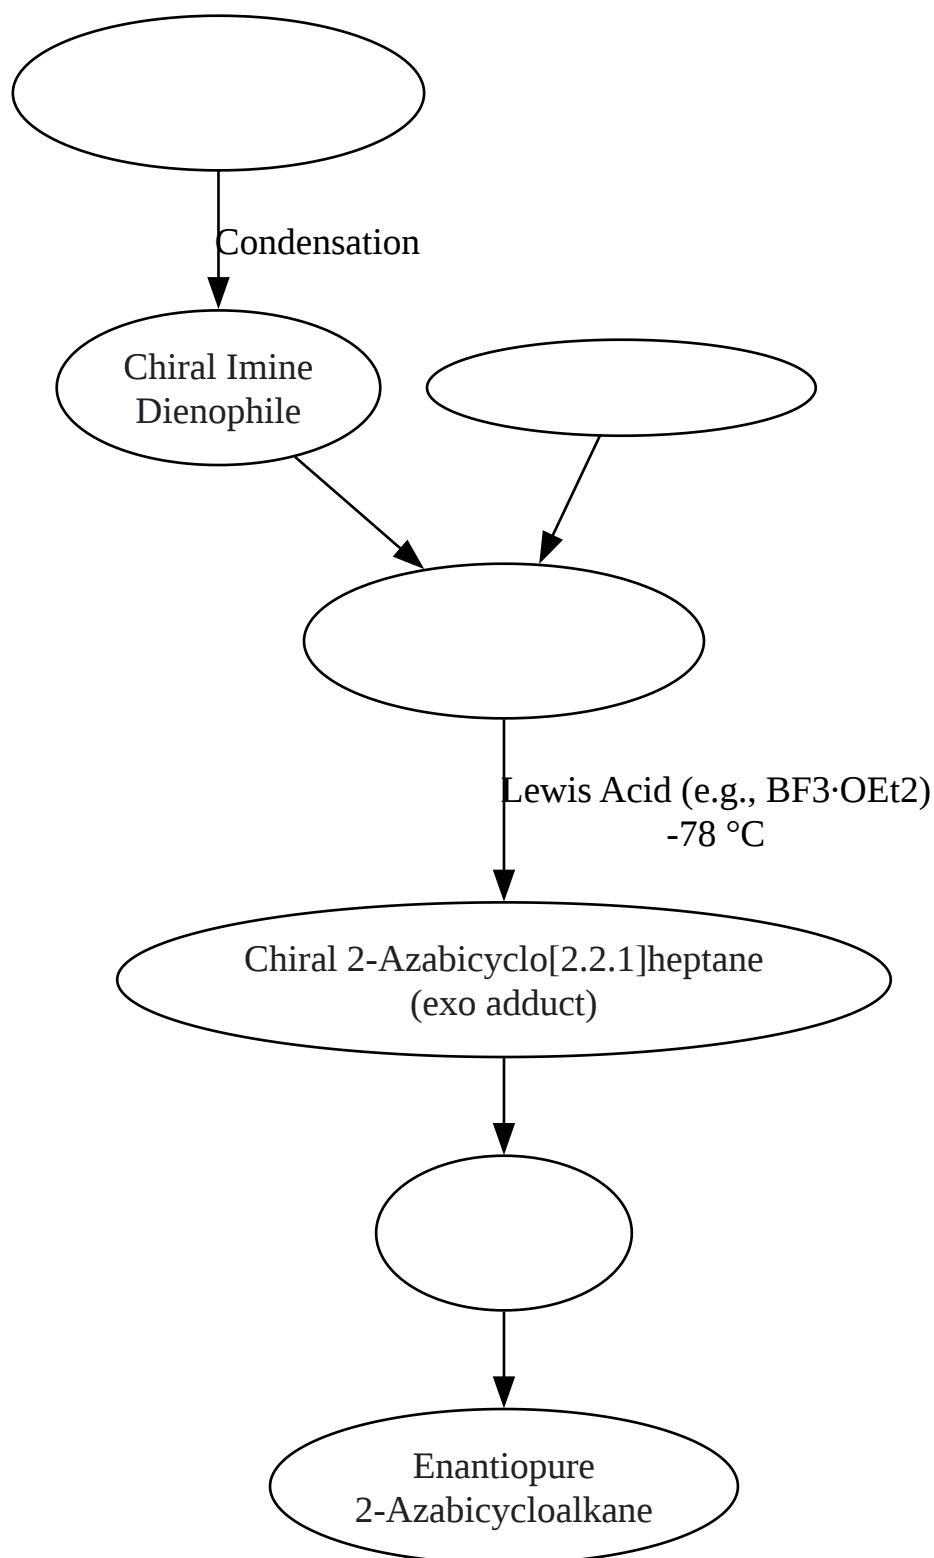 Condensation
Chiral Imine
Dienophile
Lewis Acid (e.g., BF3·OEt2)
-78 °C
Chiral 2-Azabicyclo[2.2.1]heptane
(exo adduct)
Enantiopure
2-Azabicycloalkane